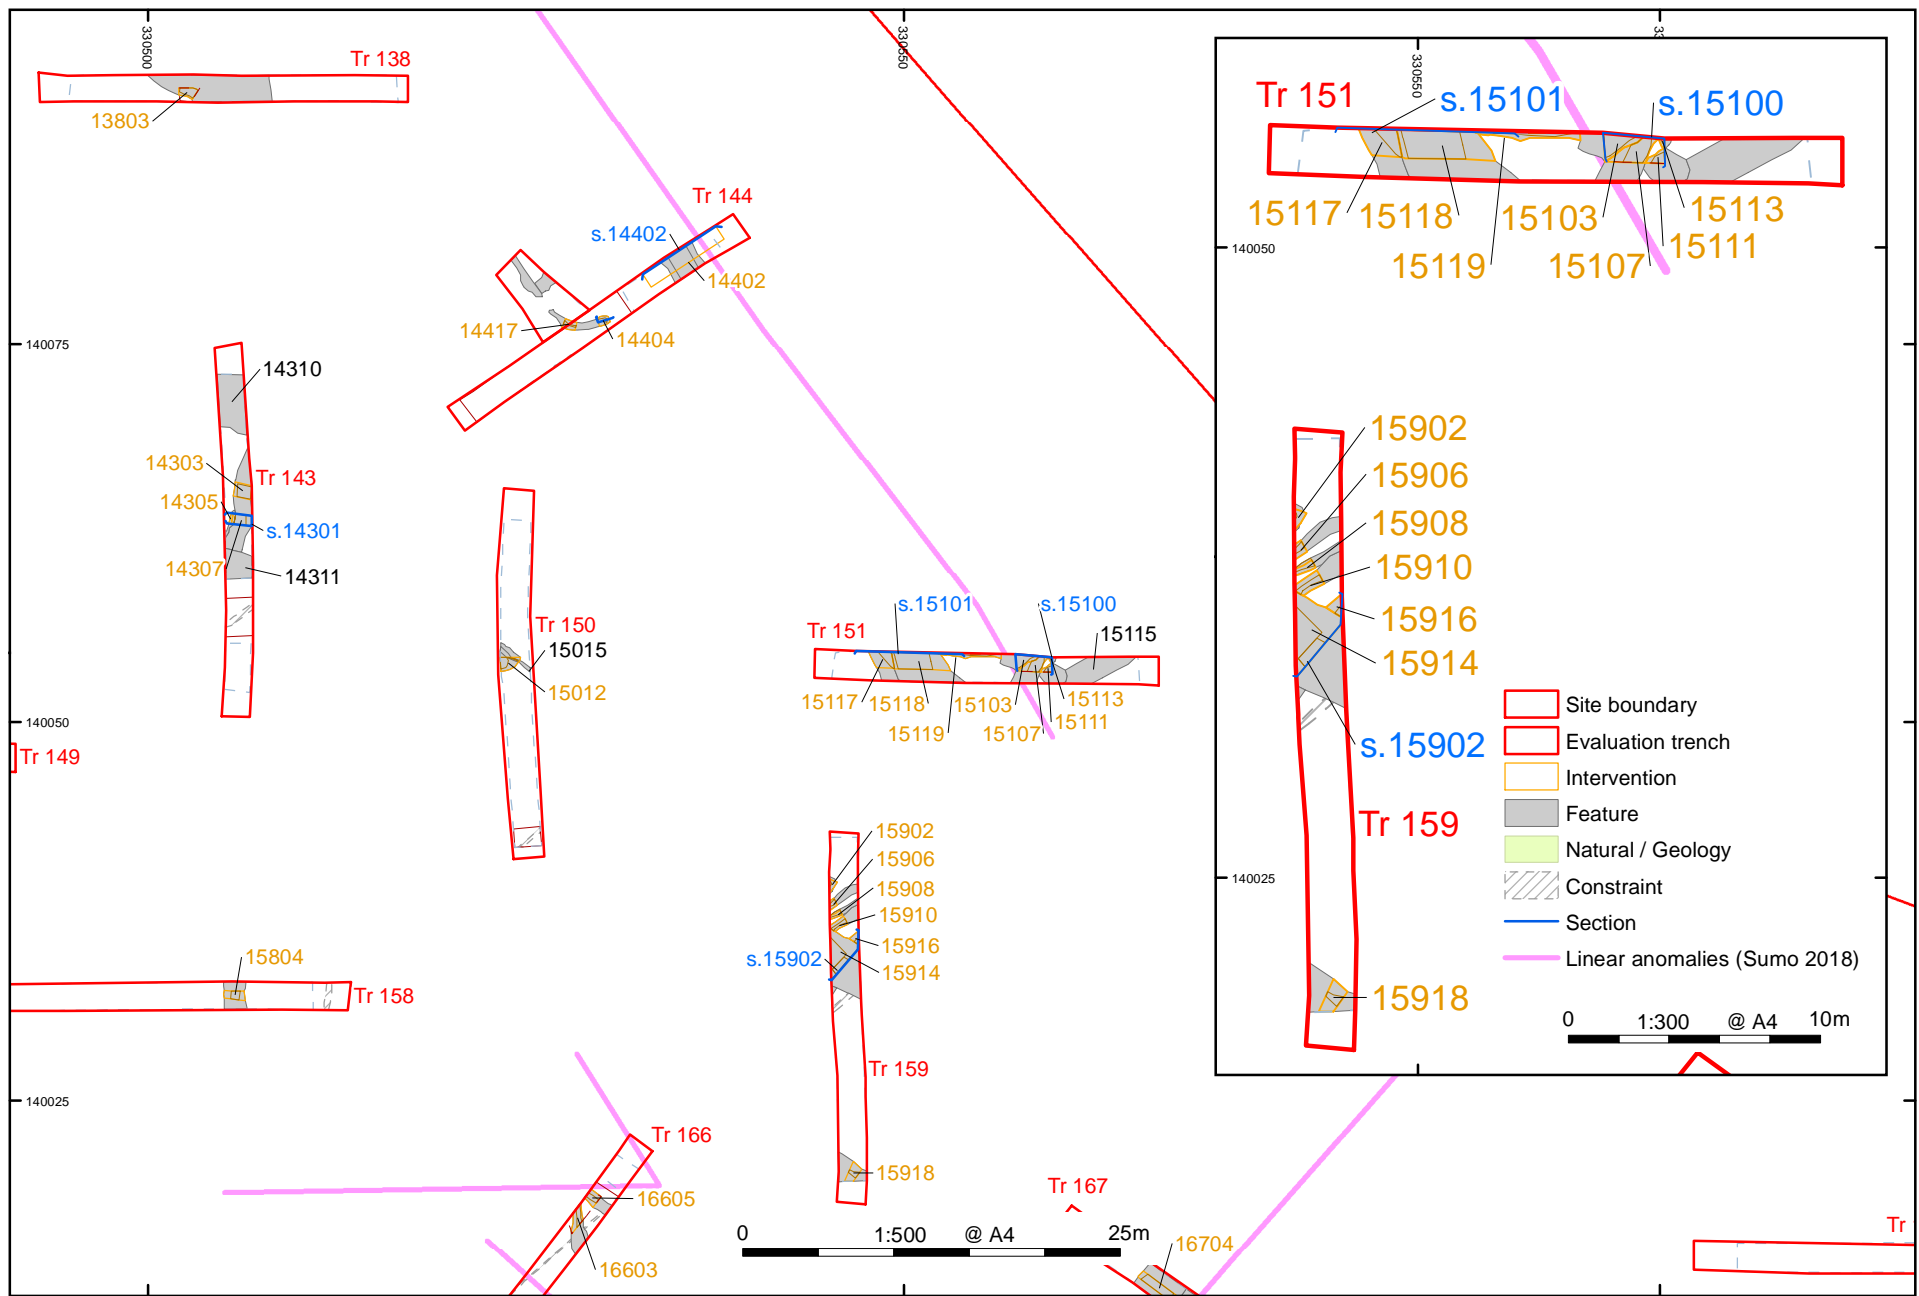 330500
330550
Tr 138
13803
Tr 144
s.14402
14402
14417
14404
140075
14310
14303
Tr 143
14305
s.14301
14307
14311
Tr 150
15015
15012
s.15101
s.15100
Tr 151
15115
15117
15118
15103
15113
15119
15107
15111
140050
Tr 149
15902
15906
15908
15910
15916
s.15902
15914
15804
Tr 158
Tr 159
140025
Tr 166
15918
16605
16603
Tr 167
16704
Tr
0 1:500 @ A4 25m
330550
33
Tr 151
s.15101
s.15100
15117
15118
15103
15113
15119
15107
15111
140050
15902
15906
15908
15910
15916
15914
s.15902
Tr 159
140025
15918
Site boundary
Evaluation trench
Intervention
Feature
Natural / Geology
Constraint
Section
Linear anomalies (Sumo 2018)
0 1:300 @ A4 10m